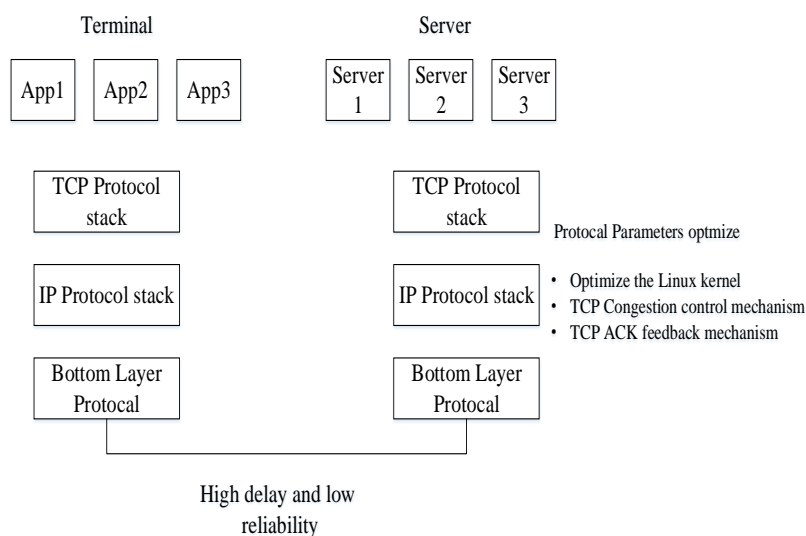 Terminal
Server
App1
App2
App3
Server
1
Server
2
Server
3
TCP Protocol
stack
TCP Protocol
stack
Protocal Parameters optmize
IP Protocol stack
IP Protocol stack
• Optimize the Linux kernel
• TCP Congestion control mechanism
• TCP ACK feedback mechanism
Bottom Layer
Protocal
Bottom Layer
Protocal
High delay and low
reliability